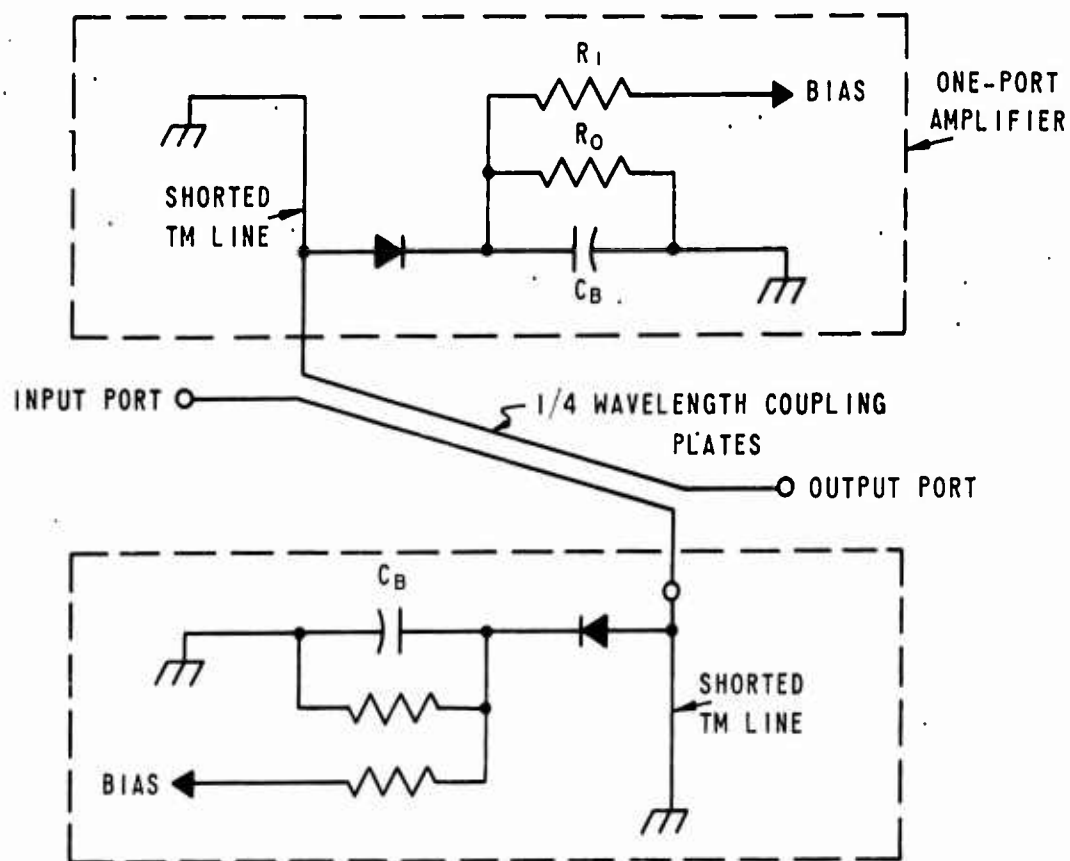 R1
BIAS
ONE-PORT
AMPLIFIER
RO
SHORTED
TM LINE
CB
INPUT PORT
1/4 WAVELENGTH COUPLING
PLATES
OUTPUT PORT
CB
SHORTED
TM LINE
BIAS